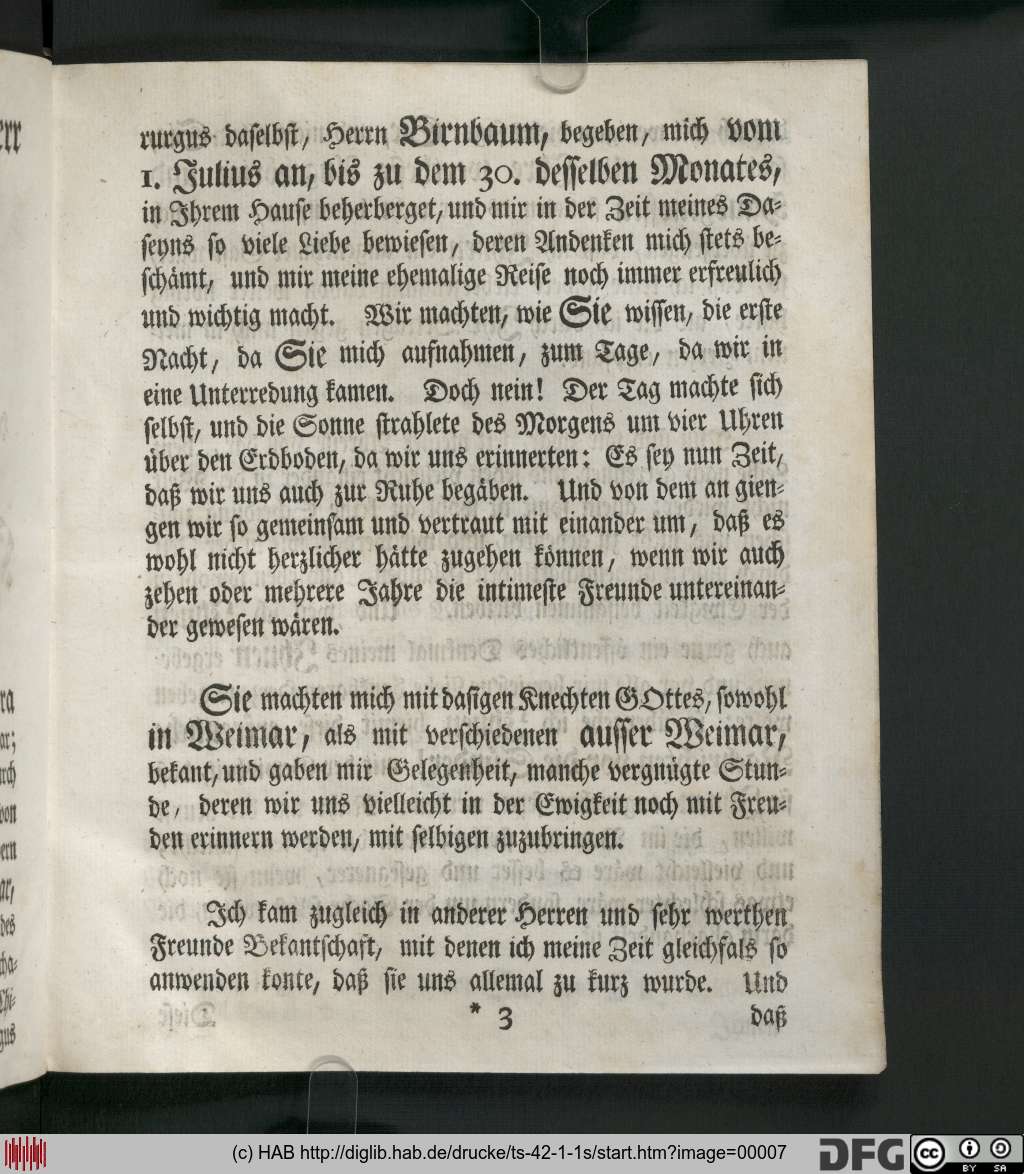 rurgus daselbst, Herrn Birnbaum, begeben, mich vom
1. Julius an, bis zu dem 30. desselben Monates,
in Ihrem Hause beherberget, und mir in der Zeit meines Da-
seyns so viele Liebe bewiesen, deren Andenken mich stets be-
schämt, und mir meine ehemalige Reise noch immer erfreulich
und wichtig macht. Wir machten, wie Sie wissen, die erste
Nacht, da Sie mich aufnahmen, zum Tage, da wir in
eine Unterredung kamen. Doch nein! Der Tag machte sich
selbst, und die Sonne strahlete des Morgens um vier Uhren
über den Erdboden, da wir uns erinnerten: Es sey nun Zeit,
daß wir uns auch zur Ruhe begäben. Und von dem an gien-
gen wir so gemeinsam und vertraut mit einander um, daß es
wohl nicht herzlicher hätte zugehen können, wenn wir auch
zehen oder mehrere Jahre die intimeste Freunde untereinan-
der gewesen wären.
Sie machten mich mit dasigen Knechten GOttes, sowohl
in Weimar, als mit verschiedenen ausser Weimar,
bekant, und gaben mir Gelegenheit, manche vergnügte Stun-
de, deren wir uns vielleicht in der Ewigkeit noch mit Freu-
den erinnern werden, mit selbigen zuzubringen.
Ich kam zugleich in anderer Herren und sehr werthen
Freunde Bekantschaft, mit denen ich meine Zeit gleichfals so
anwenden konte, daß sie uns allemal zu kurz wurde. Und
* 3 daß
(c) HAB http://diglib.hab.de/drucke/ts-42-1-1s/start.htm?image=00007
DFG cc BY SA